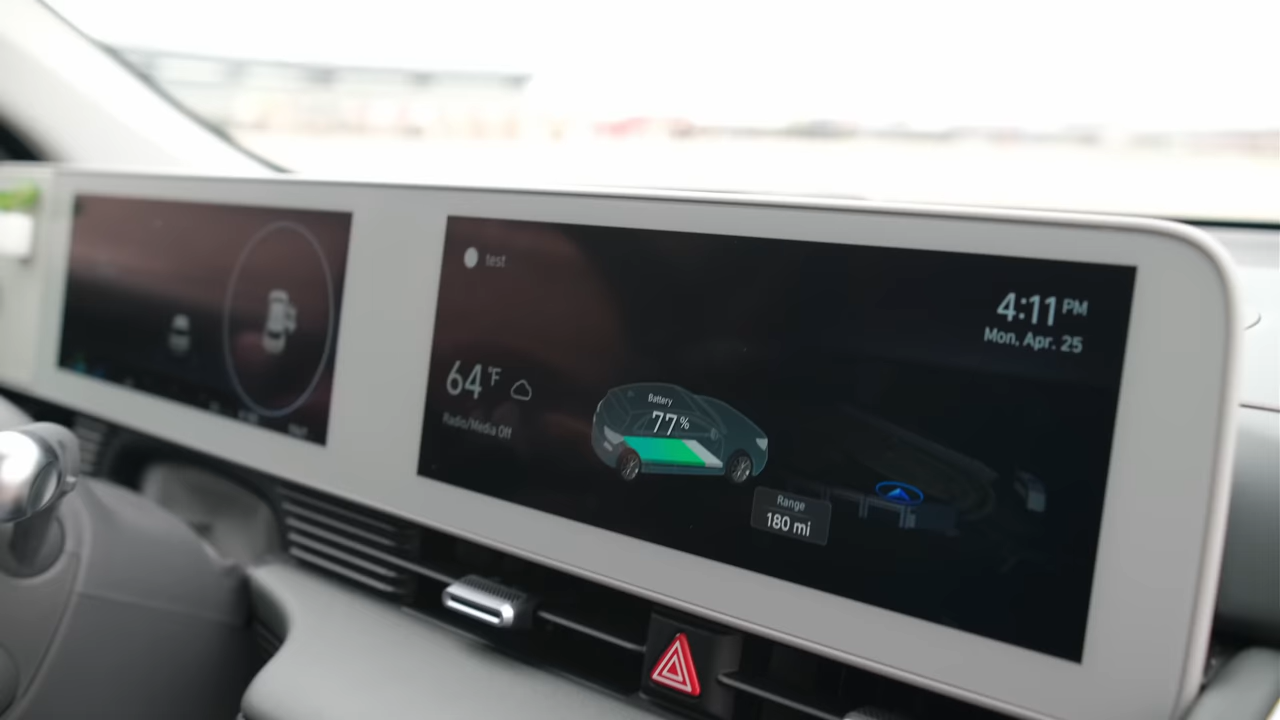 test
4:11 PM
Mon, Apr. 25
64 °F
Radio/Media Off
Battery
77%
Range
180 mi